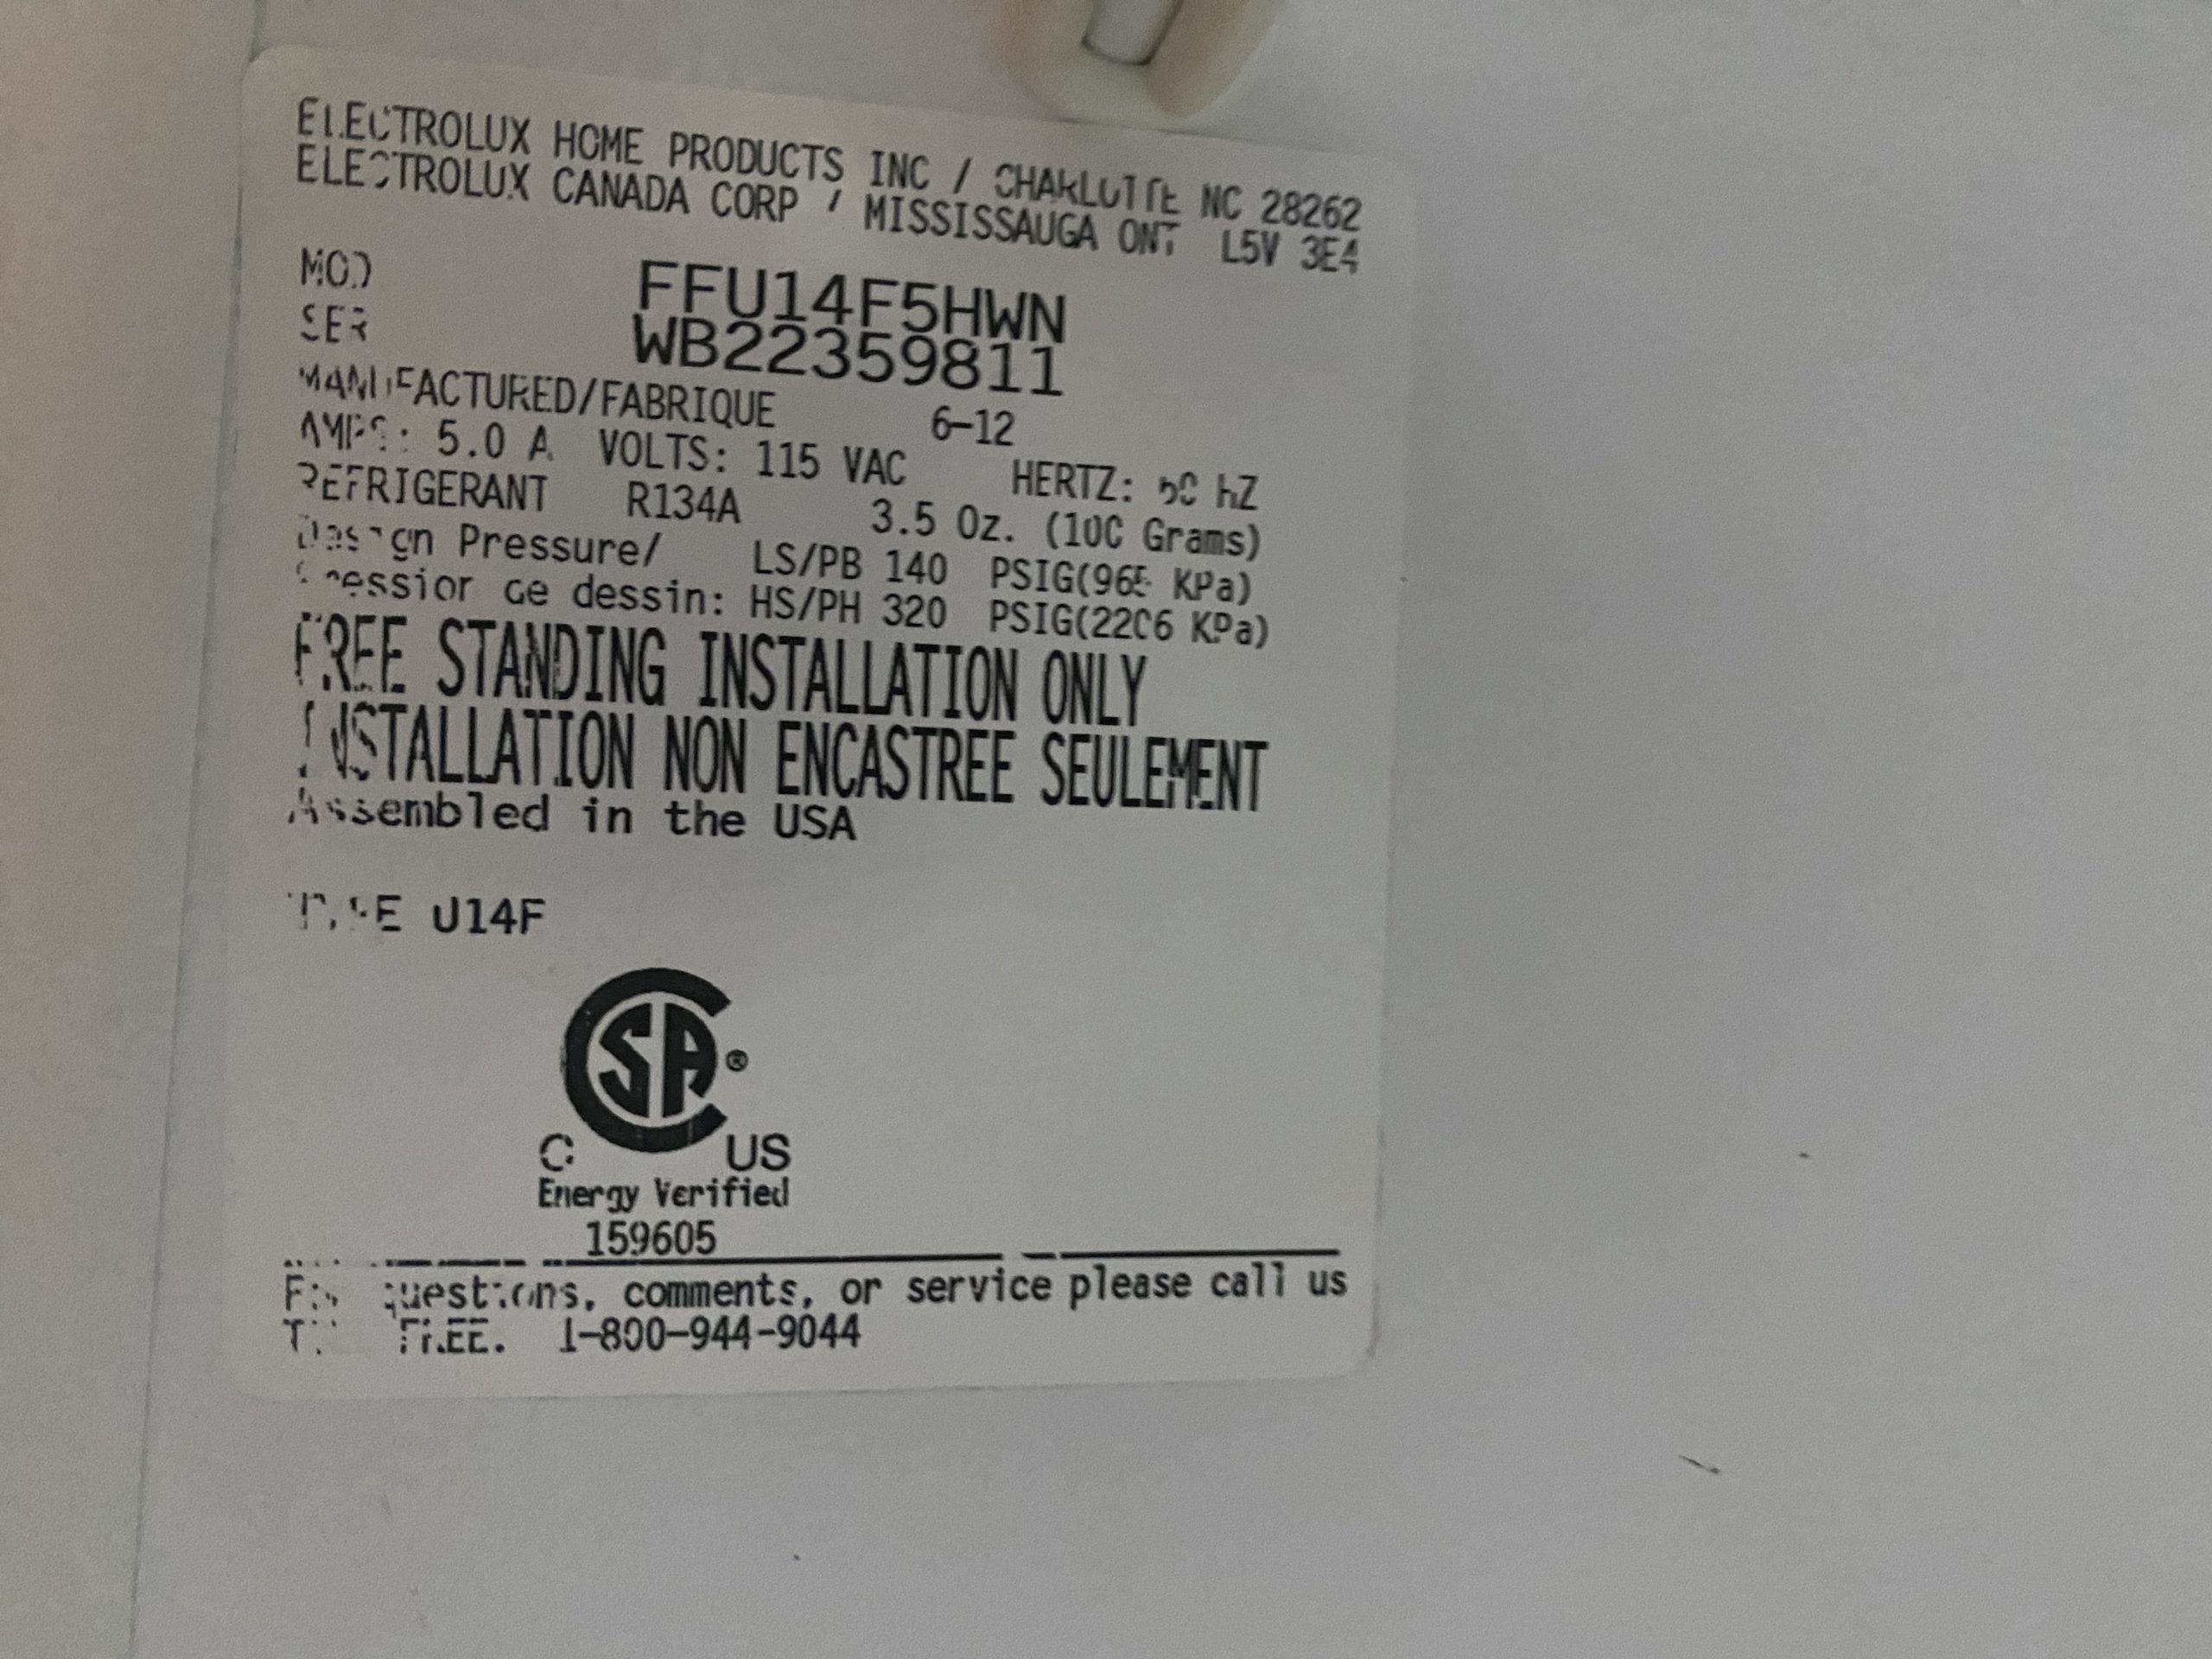 ELECTROLUX HOME PRODUCTS INC / CHARLOTTE NC 28262
ELECTROLUX CANADA CORP / MISSISSAUGA ONT L5V 3E4
MOD FFU14F5HWN
SER WB22359811
MANUFACTURED/FABRIQUE 6-12
AMPS: 5.0 A VOLTS: 115 VAC HERTZ: 60 hZ
REFRIGERANT R134A 3.5 Oz. (100 Grams)
Design Pressure/ LS/PB 140 PSIG(965 KPa)
Pression de dessin: HS/PH 320 PSIG(2206 KPa)
FREE STANDING INSTALLATION ONLY
INSTALLATION NON ENCASTREE SEULEMENT
Assembled in the USA
TYPE U14F
CSA®
C US
Energy Verified
159605
For questions, comments, or service please call us
FREE. 1-800-944-9044